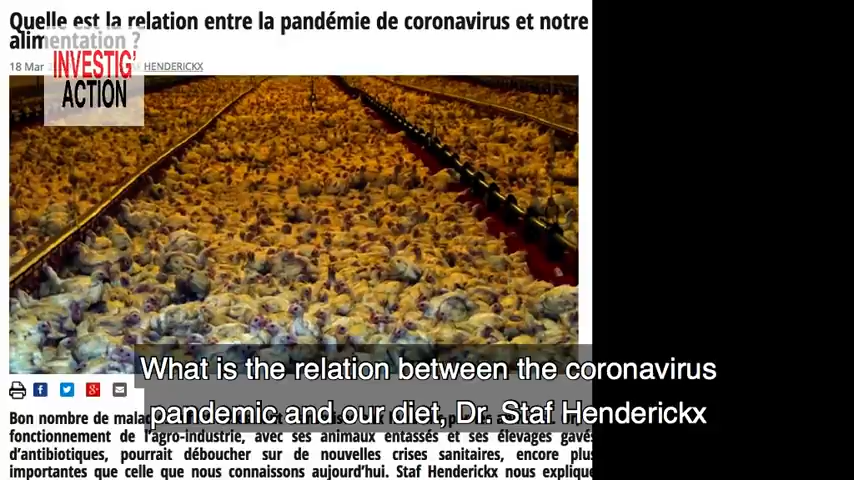 Quelle est la relation entre la pandémie de coronavirus et notre
alimentation ?
18 Mar
HENDERICKX
INVESTIG'
ACTION
What is the relation between the coronavirus
pandemic and our diet, Dr. Staf Henderickx
Bon nombre de
fonctionnement de l'agro-industrie, avec ses animaux entassés et ses élevages gavés
d'antibiotiques, pourrait déboucher sur de nouvelles crises sanitaires, encore plus
importantes que celle que nous connaissons aujourd'hui. Staf Henderickx nous explique